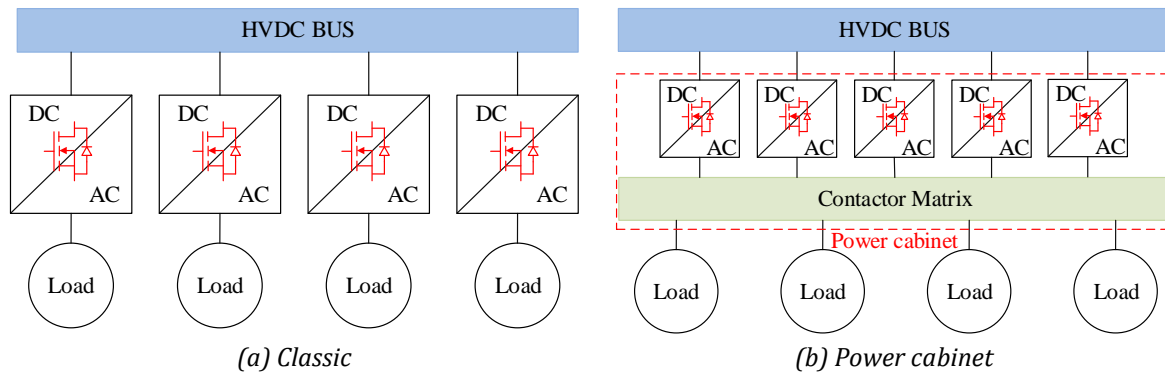 HVDC BUS
DC
AC
DC
AC
DC
AC
DC
AC
Load
Load
Load
Load
(a) Classic
HVDC BUS
DC
AC
DC
AC
DC
AC
DC
AC
DC
AC
Contactor Matrix
Power cabinet
Load
Load
Load
Load
(b) Power cabinet